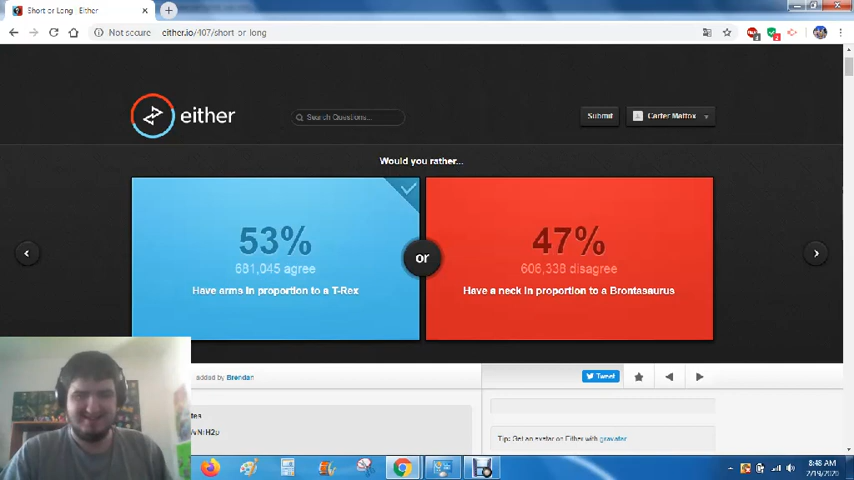 Short or Long - Either
Not secure
either.io/407/short-or-long
either
Search Questions...
Submit
Carter Mattox
Would you rather...
53%
681,045 agree
Have arms in proportion to a T-Rex
or
47%
606,338 disagree
Have a neck in proportion to a Brontasaurus
added by Brendan
Tweet
Tip: Get an avatar on Either with gravatar
8:48 AM
2/19/2020